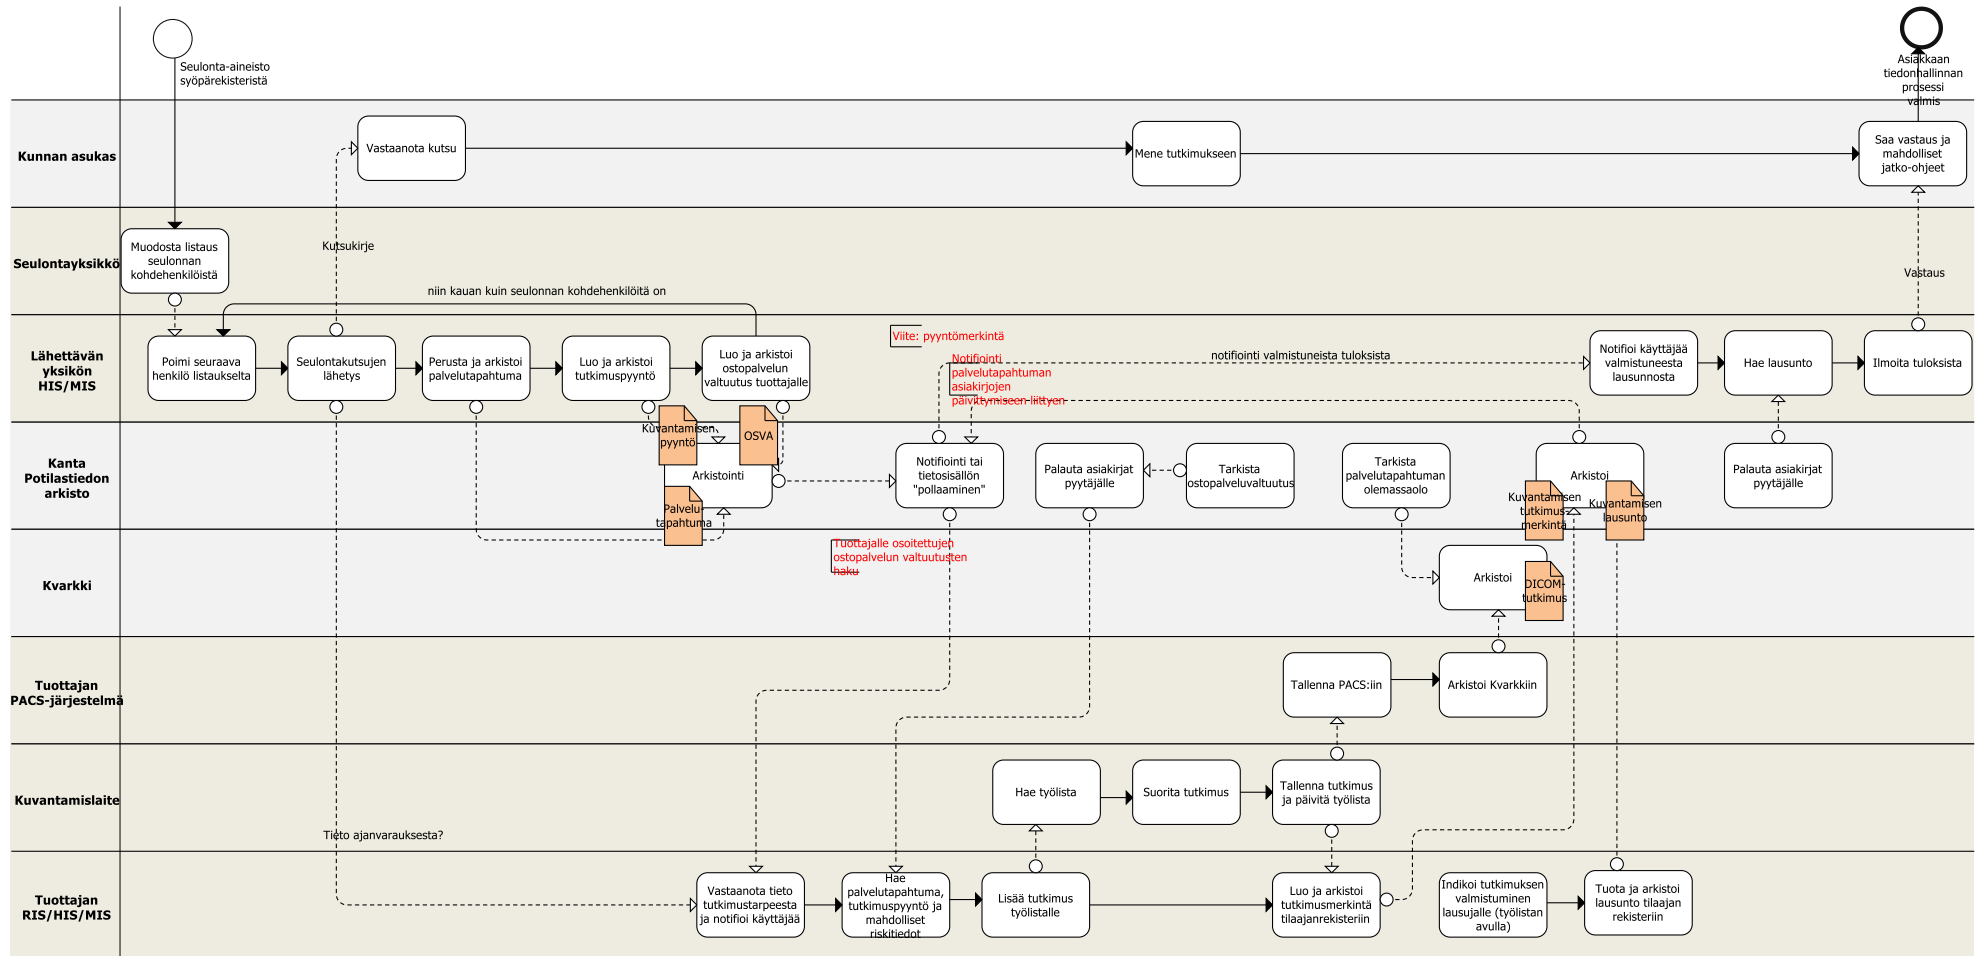 Seulonta-aineisto
syöpärekisteristä
Asiakkaan
tiedonhallinnan
prosessi
valmis
Kunnan asukas
Vastaanota kutsu
Mene tutkimukseen
Saa vastaus ja
mahdolliset
jatko-ohjeet
Seulontayksikkö
Muodosta listaus
seulonnan
kohdehenkilöistä
Kutsukirje
niin kauan kuin seulonnan kohdehenkilöitä on
Vastaus
Lähettävän
yksikön
HIS/MIS
Poimi seuraava
henkilö listaukselta
Seulontakutsujen
lähetys
Perusta ja arkistoi
palvelutapahtuma
Luo ja arkistoi
tutkimuspyyntö
Luo ja arkistoi
ostopalvelun
valtuutus tuottajalle
Viite: pyyntömerkintä
Notifiointi
palvelutapahtuman
asiakirjojen
päivittymiseen liittyen
notifiointi valmistuneista tuloksista
Notifioi käyttäjää
valmistuneesta
lausunnosta
Hae lausunto
Ilmoita tuloksista
Kanta
Potilastiedon
arkisto
Kuvantamisen
pyyntö
OSVA
Arkistointi
Palvelu-
tapahtuma
Notifiointi tai
tietosisällön
"pollaaminen"
Palauta asiakirjat
pyytäjälle
Tarkista
ostopalveluvaltuutus
Tarkista
palvelutapahtuman
olemassaolo
Arkistoi
Kuvantamisen
tutkimus-
merkintä
Kuvantamisen
lausunto
Palauta asiakirjat
pyytäjälle
Kvarkki
Tuottajalle osoitettujen
ostopalvelun valtuutusten
haku
Arkistoi
DICOM-
tutkimus
Tuottajan
PACS-järjestelmä
Tallenna PACS:iin
Arkistoi Kvarkkiin
Kuvantamislaite
Hae työlista
Suorita tutkimus
Tallenna tutkimus
ja päivitä työlista
Tieto ajanvarauksesta?
Tuottajan
RIS/HIS/MIS
Vastaanota tieto
tutkimustarpeesta
ja notifioi käyttäjää
Hae
palvelutapahtuma,
tutkimuspyyntö ja
mahdolliset
riskitiedot
Lisää tutkimus
työlistalle
Luo ja arkistoi
tutkimusmerkintä
tilaajanrekisteriin
Indikoi tutkimuksen
valmistuminen
lausujalle (työlistan
avulla)
Tuota ja arkistoi
lausunto tilaajan
rekisteriin